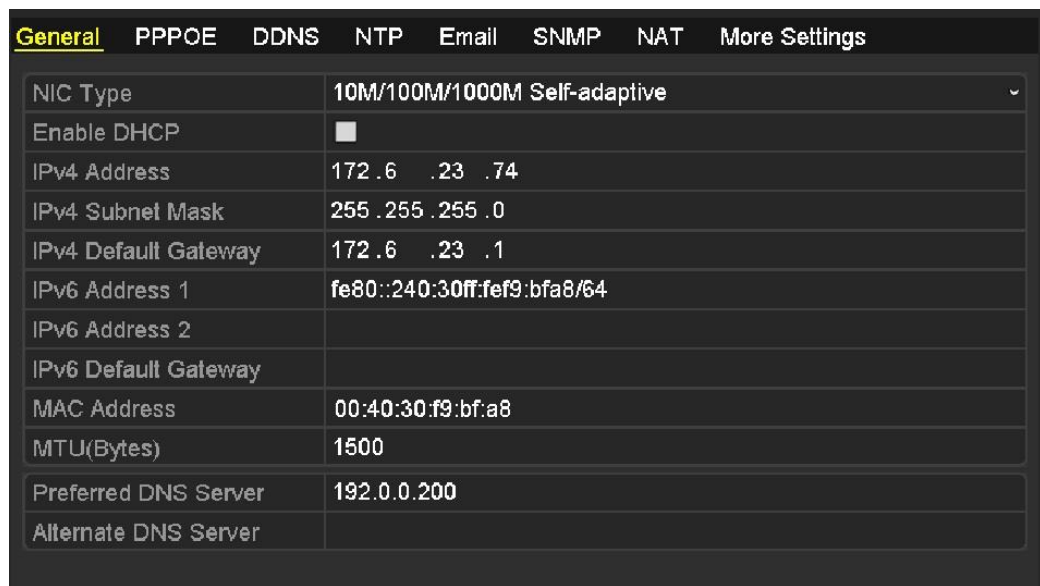 General PPPOE DDNS NTP Email SNMP NAT More Settings
NIC Type 10M/100M/1000M Self-adaptive
Enable DHCP
IPv4 Address 172 .6 .23 .74
IPv4 Subnet Mask 255 .255 .255 .0
IPv4 Default Gateway 172 .6 .23 .1
IPv6 Address 1 fe80::240:30ff:fef9:bfa8/64
IPv6 Address 2
IPv6 Default Gateway
MAC Address 00:40:30:f9:bf:a8
MTU(Bytes) 1500
Preferred DNS Server 192.0.0.200
Alternate DNS Server